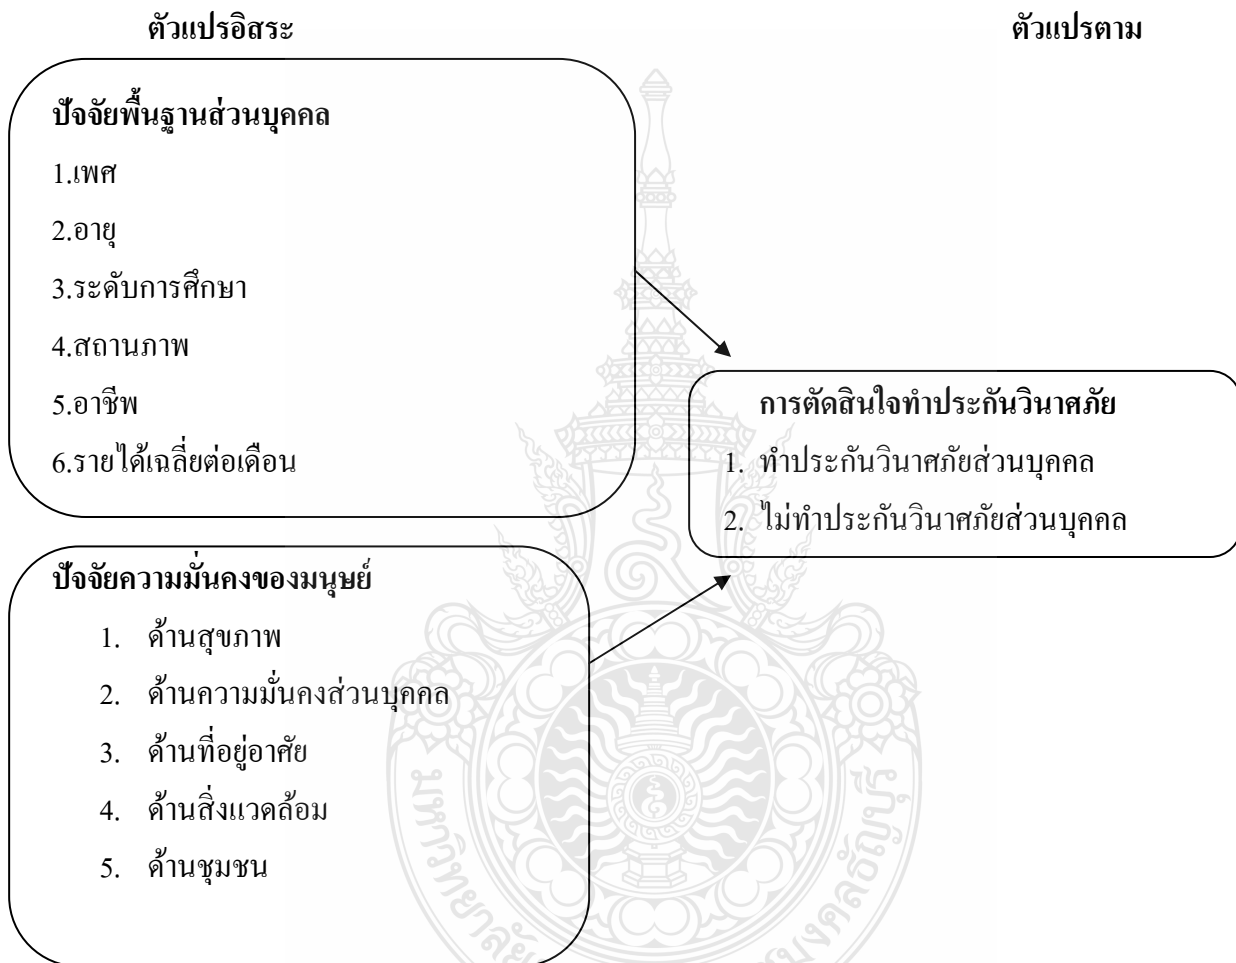 ตัวแปรอิสระ
ตัวแปรตาม
ปัจจัยพื้นฐานส่วนบุคคล
1.เพศ
2.อายุ
3.ระดับการศึกษา
4.สถานภาพ
5.อาชีพ
6.รายได้เฉลี่ยต่อเดือน
การตัดสินใจทำประกันวินาศภัย
1. ทำประกันวินาศภัยส่วนบุคคล
2. ไม่ทำประกันวินาศภัยส่วนบุคคล
ปัจจัยความมั่นคงของมนุษย์
1. ด้านสุขภาพ
2. ด้านความมั่นคงส่วนบุคคล
3. ด้านที่อยู่อาศัย
4. ด้านสิ่งแวดล้อม
5. ด้านชุมชน